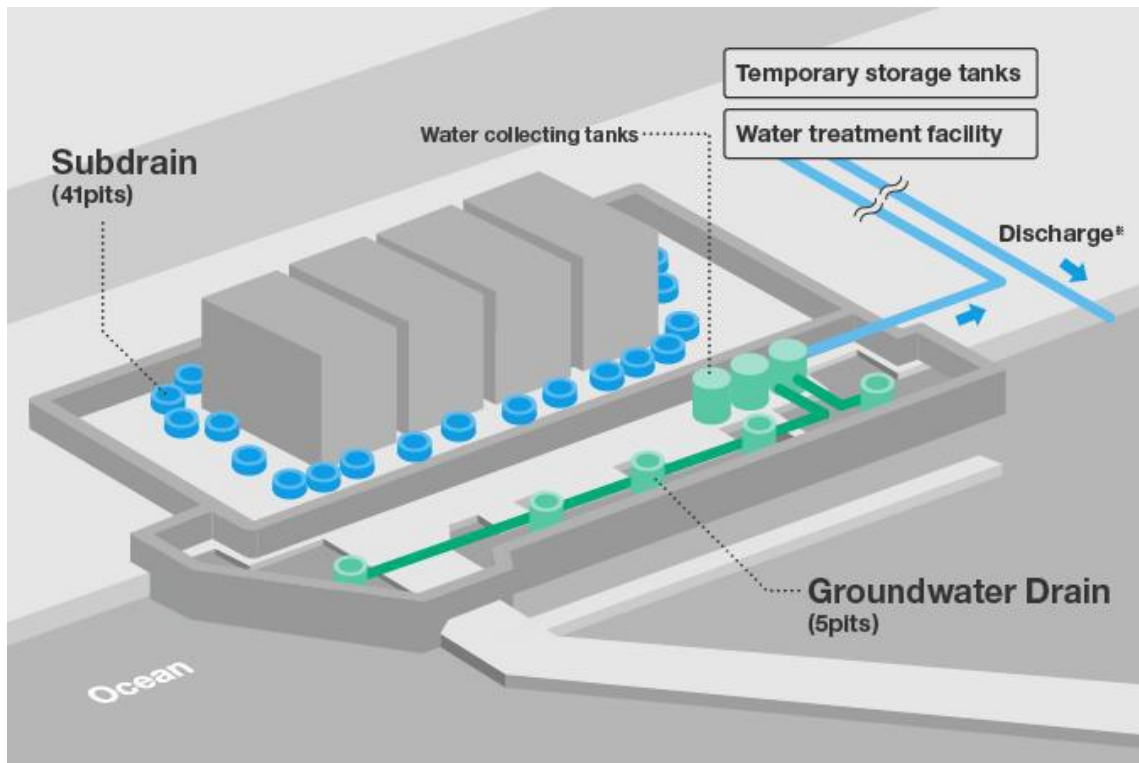 Temporary storage tanks
Water collecting tanks
Water treatment facility
Subdrain
(41pits)
Discharge※
Groundwater Drain
(5pits)
Ocean